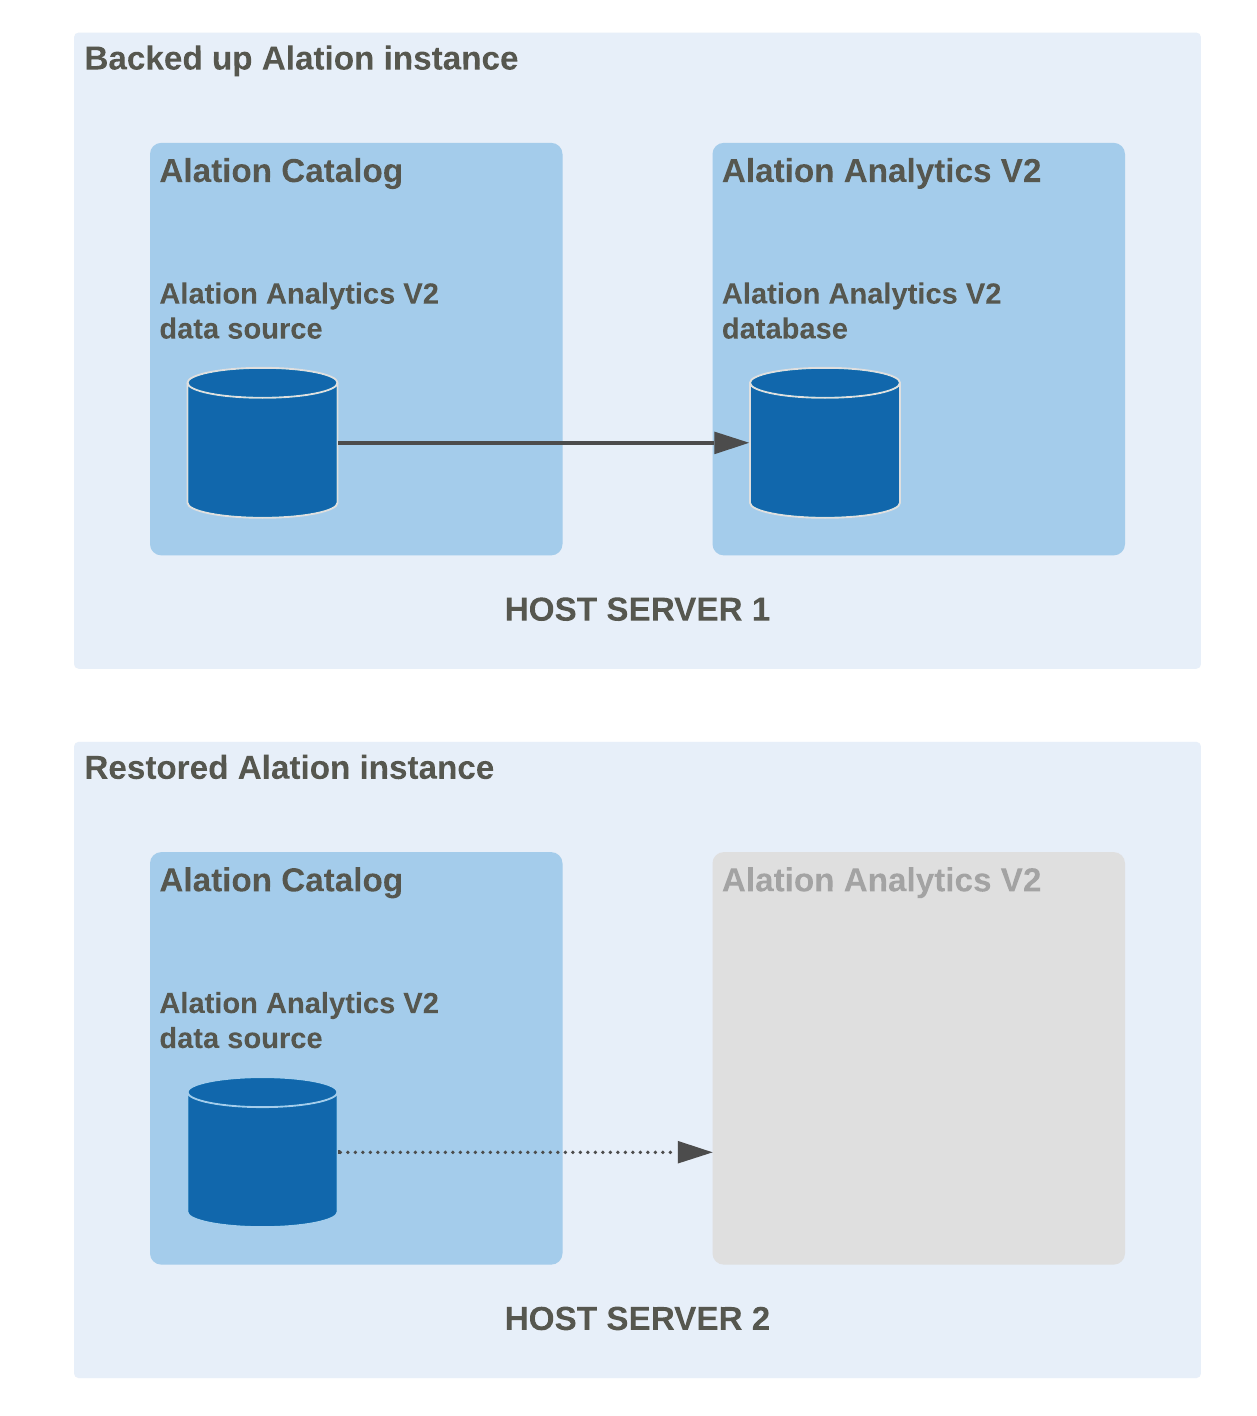 Backed up Alation instance
Alation Catalog
Alation Analytics V2
Alation Analytics V2
data source
Alation Analytics V2
database
HOST SERVER 1
Restored Alation instance
Alation Catalog
Alation Analytics V2
Alation Analytics V2
data source
HOST SERVER 2